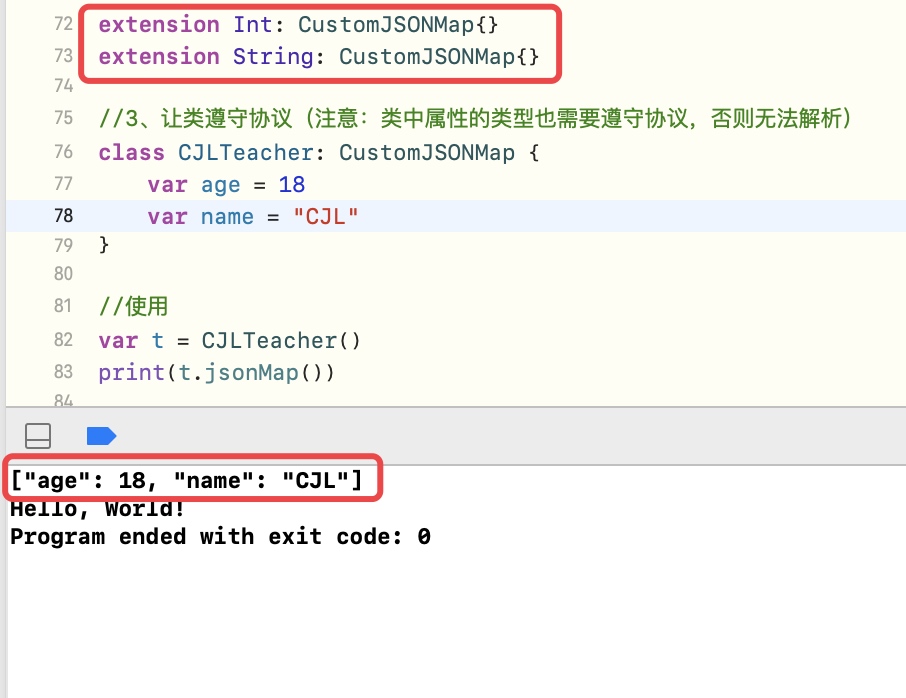 72 extension Int: CustomJSONMap{}
73 extension String: CustomJSONMap{}
74
75 //3、让类遵守协议（注意：类中属性的类型也需要遵守协议，否则无法解析）
76 class CJLTeacher: CustomJSONMap {
77     var age = 18
78     var name = "CJL"
79 }
80
81 //使用
82 var t = CJLTeacher()
83 print(t.jsonMap())
84
["age": 18, "name": "CJL"]
Hello, World!
Program ended with exit code: 0